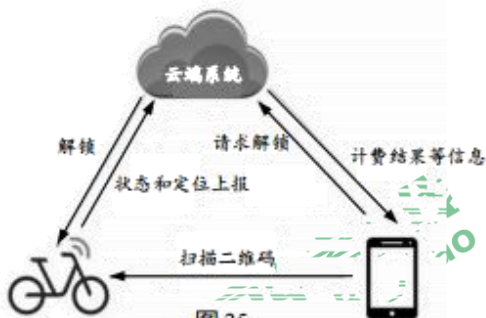 云端系统
解锁
请求解锁
计费结果等信息
状态和定位上报
扫描二维码